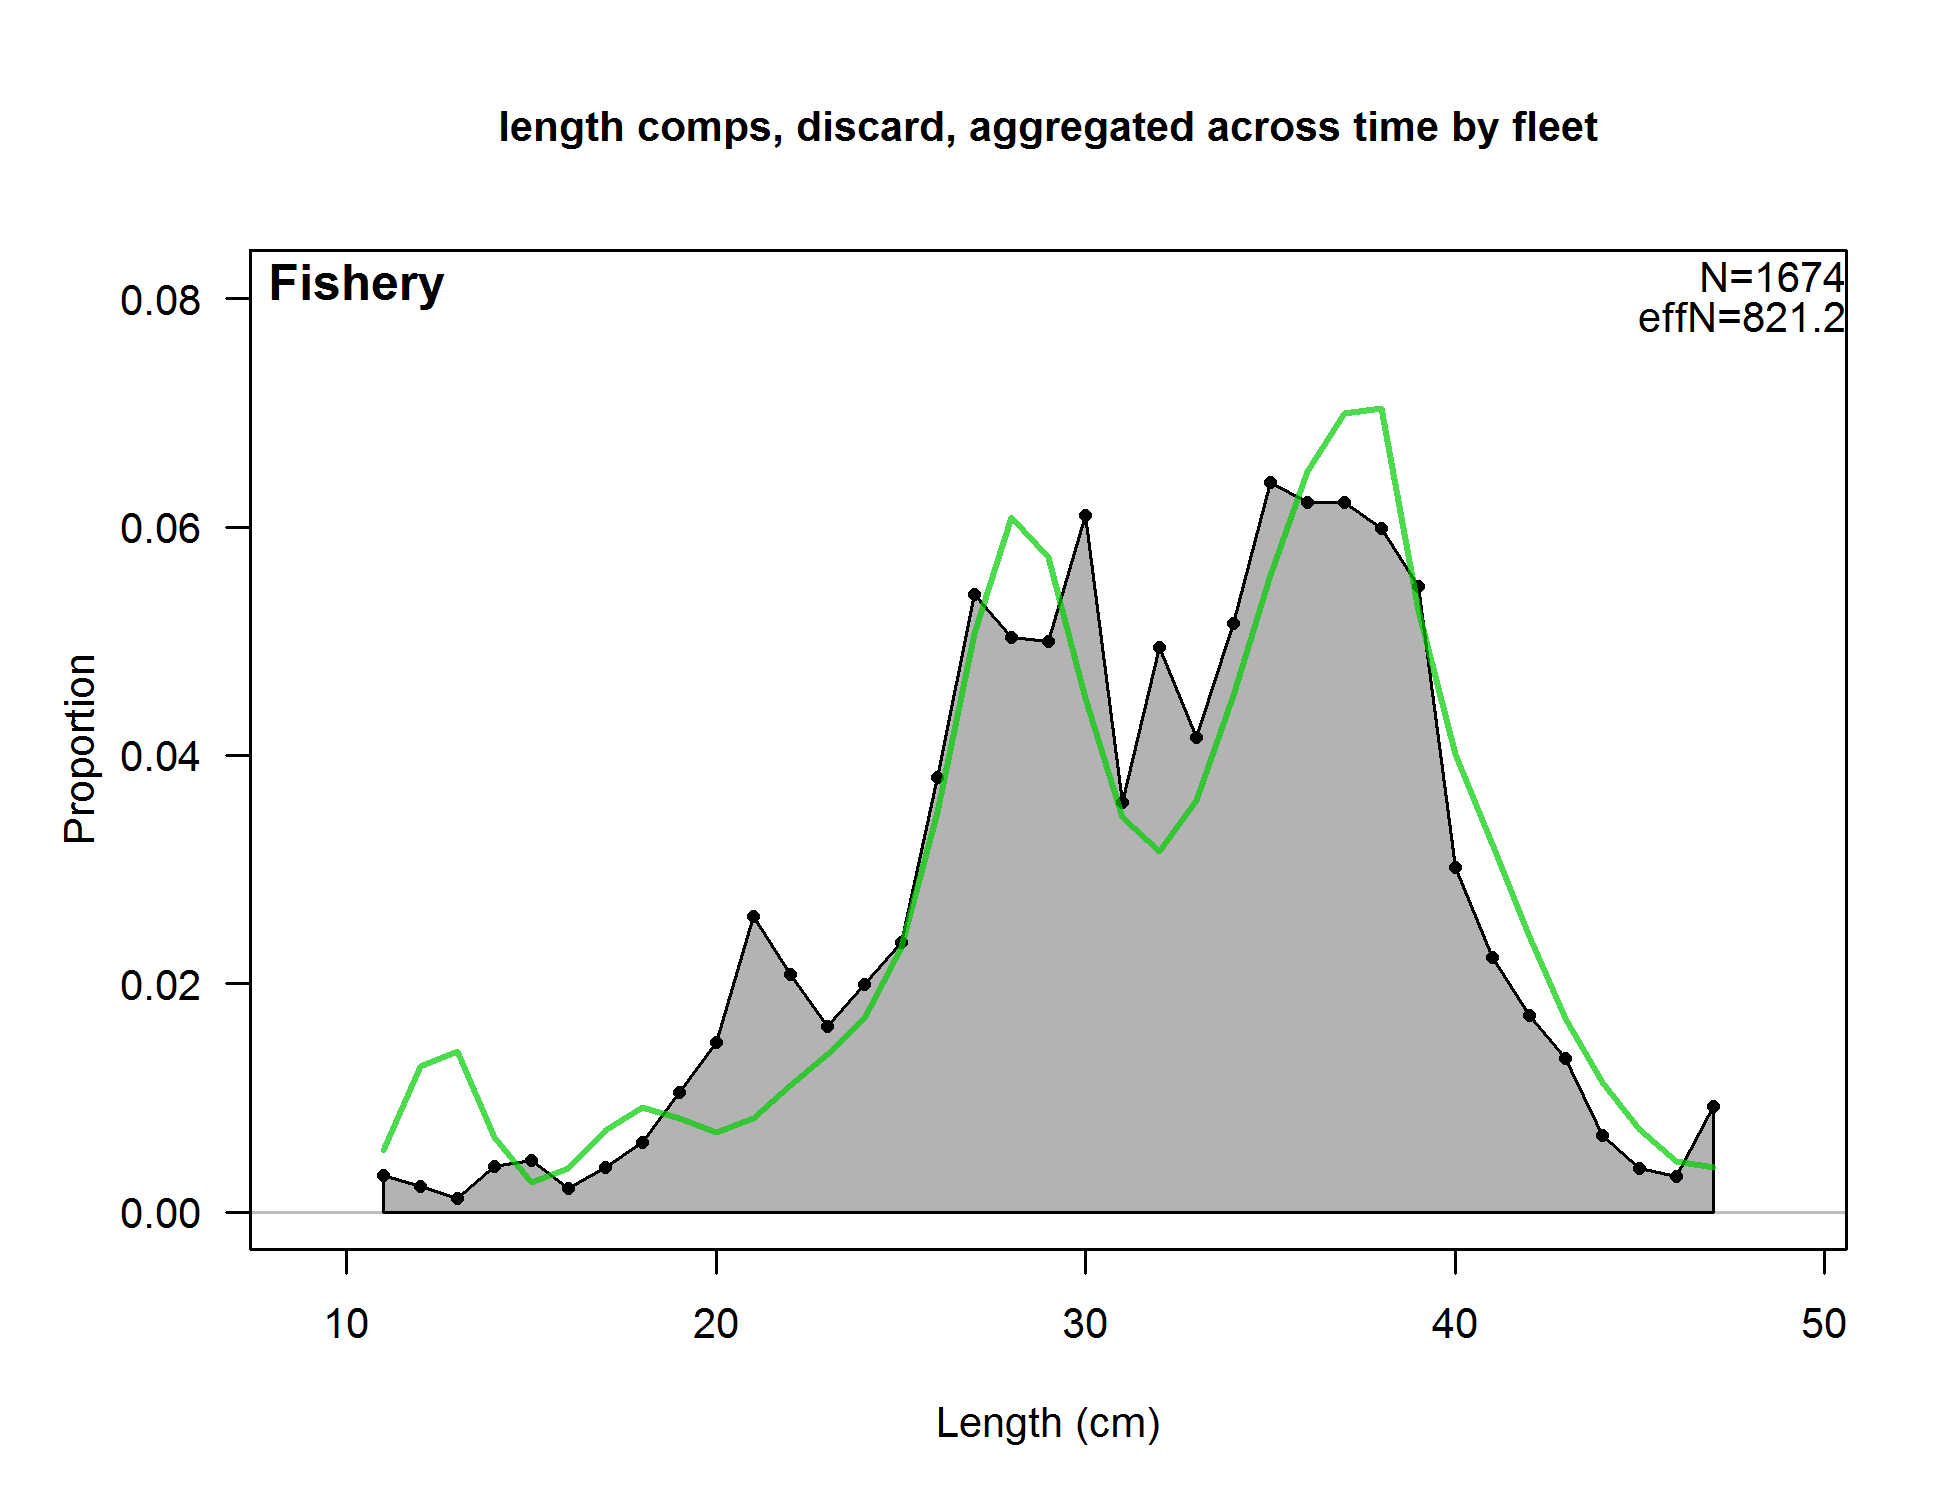 length comps, discard, aggregated across time by fleet
Fishery
N=1674
effN=821.2
0.08
0.06
0.04
0.02
0.00
Proportion
10 20 30 40 50
Length (cm)